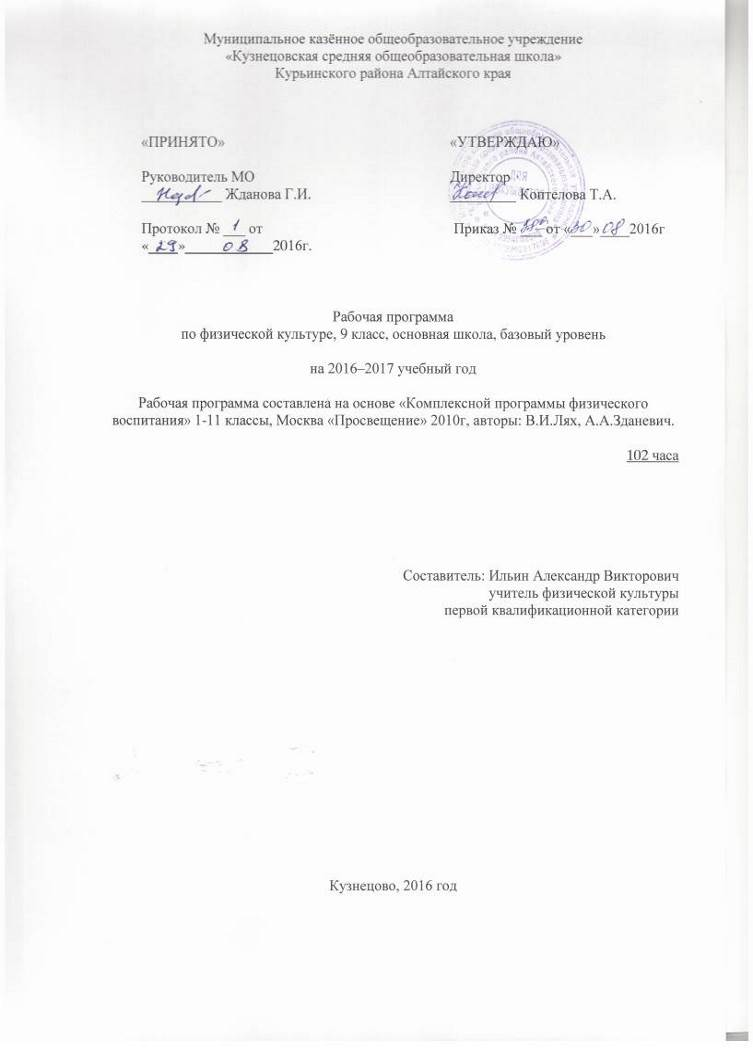 Муниципальное казённое общеобразовательное учреждение
«Кузнецовская средняя общеобразовательная школа»
Курьинского района Алтайского края
«ПРИНЯТО» «УТВЕРЖДАЮ»
Руководитель МО Директор
Жданова Г.И. Коптелова Т.А.
Протокол № 1 от Приказ № от «30» 08 2016г
«29» 08 2016г.
Рабочая программа
по физической культуре, 9 класс, основная школа, базовый уровень
на 2016–2017 учебный год
Рабочая программа составлена на основе «Комплексной программы физического
воспитания» 1-11 классы, Москва «Просвещение» 2010г, авторы: В.И.Лях, А.А.Зданевич.
102 часа
Составитель: Ильин Александр Викторович
учитель физической культуры
первой квалификационной категории
Кузнецово, 2016 год